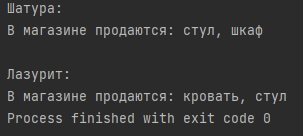 Шатура:
В магазине продаются: стул, шкаф
Лазурит:
В магазине продаются: кровать, стул
Process finished with exit code 0